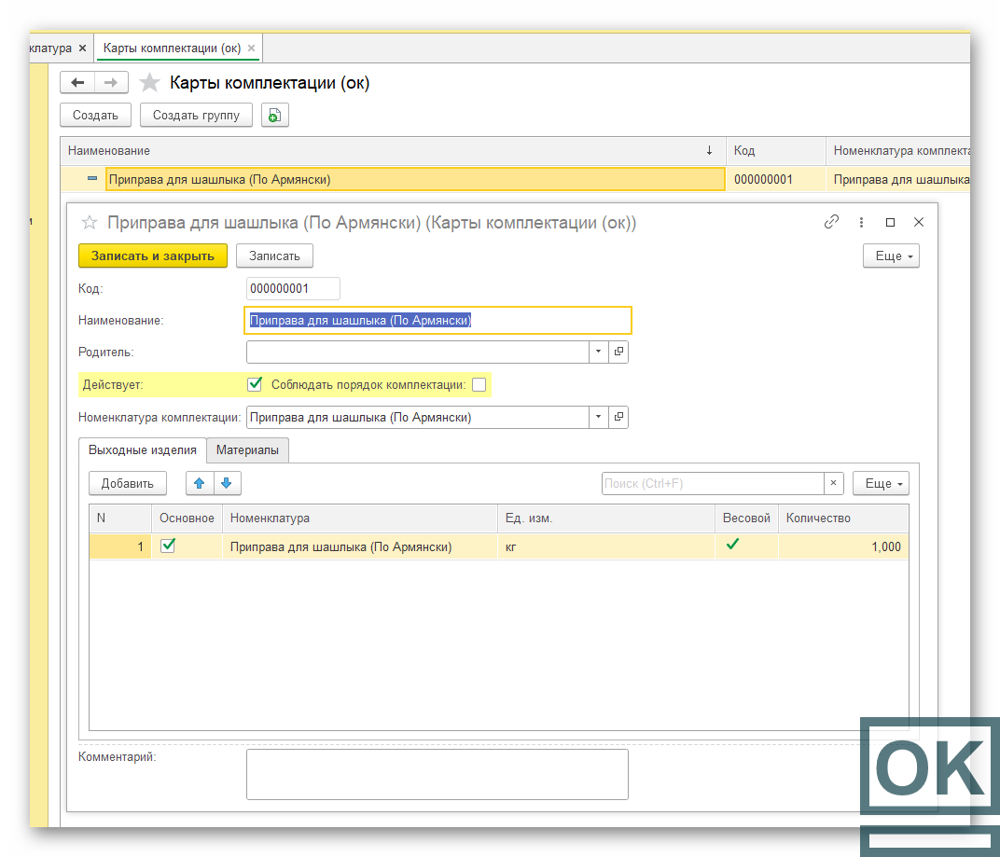 клатура × Карты комплектации (ок) ×
Карты комплектации (ок)
Создать Создать группу
Наименование ↓ Код Номенклатура комплекта
Приправа для шашлыка (По Армянски) 000000001 Приправа для шашлыка
Приправа для шашлыка (По Армянски) (Карты комплектации (ок))
Записать и закрыть Записать Еще
Код: 000000001
Наименование: Приправа для шашлыка (По Армянски)
Родитель:
Действует: Соблюдать порядок комплектации:
Номенклатура комплектации: Приправа для шашлыка (По Армянски)
Выходные изделия Материалы
Добавить Поиск (Ctrl+F) × Еще
N Основное Номенклатура Ед. изм. Весовой Количество
1 Приправа для шашлыка (По Армянски) кг 1,000
Комментарий:
OK